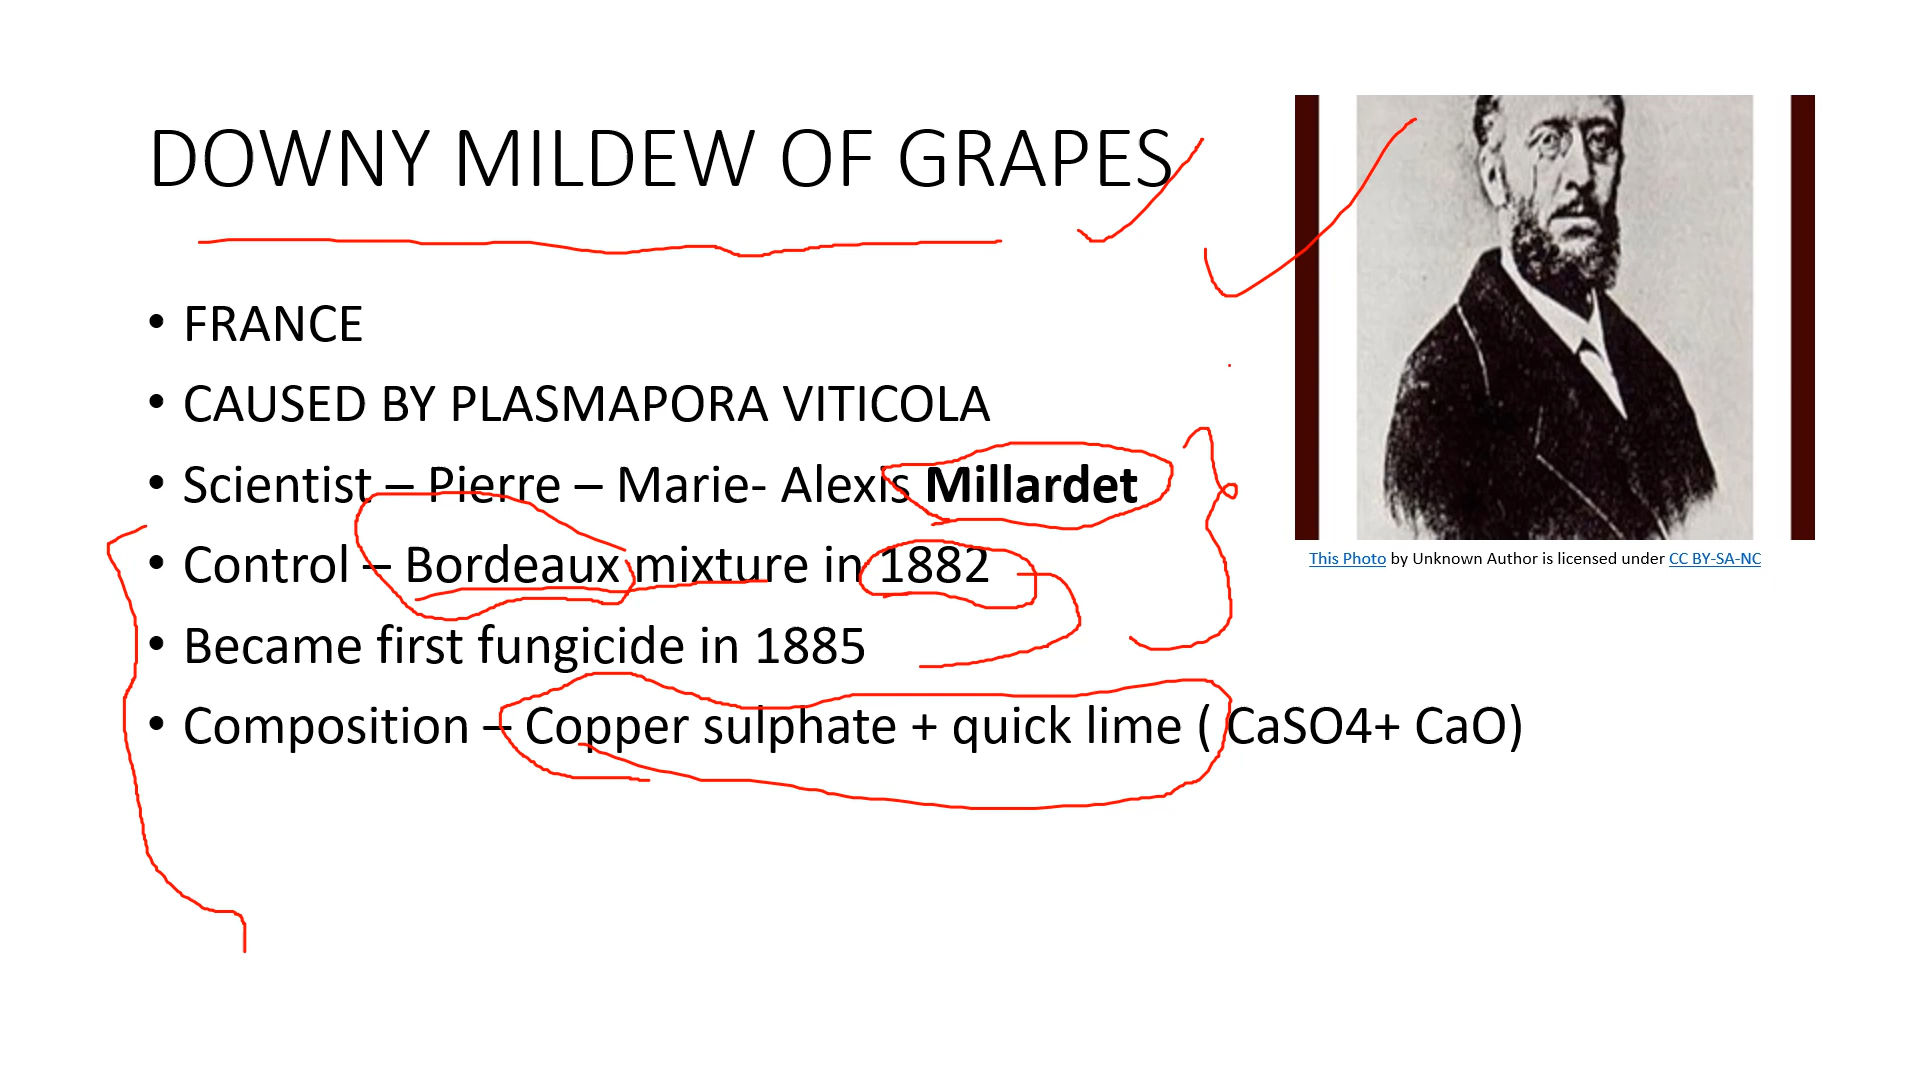 DOWNY MILDEW OF GRAPES
• FRANCE
• CAUSED BY PLASMAPORA VITICOLA
• Scientist – Pierre – Marie- Alexis Millardet
• Control – Bordeaux mixture in 1882
• Became first fungicide in 1885
• Composition – Copper sulphate + quick lime ( CaSO4+ CaO)
This Photo by Unknown Author is licensed under CC BY-SA-NC